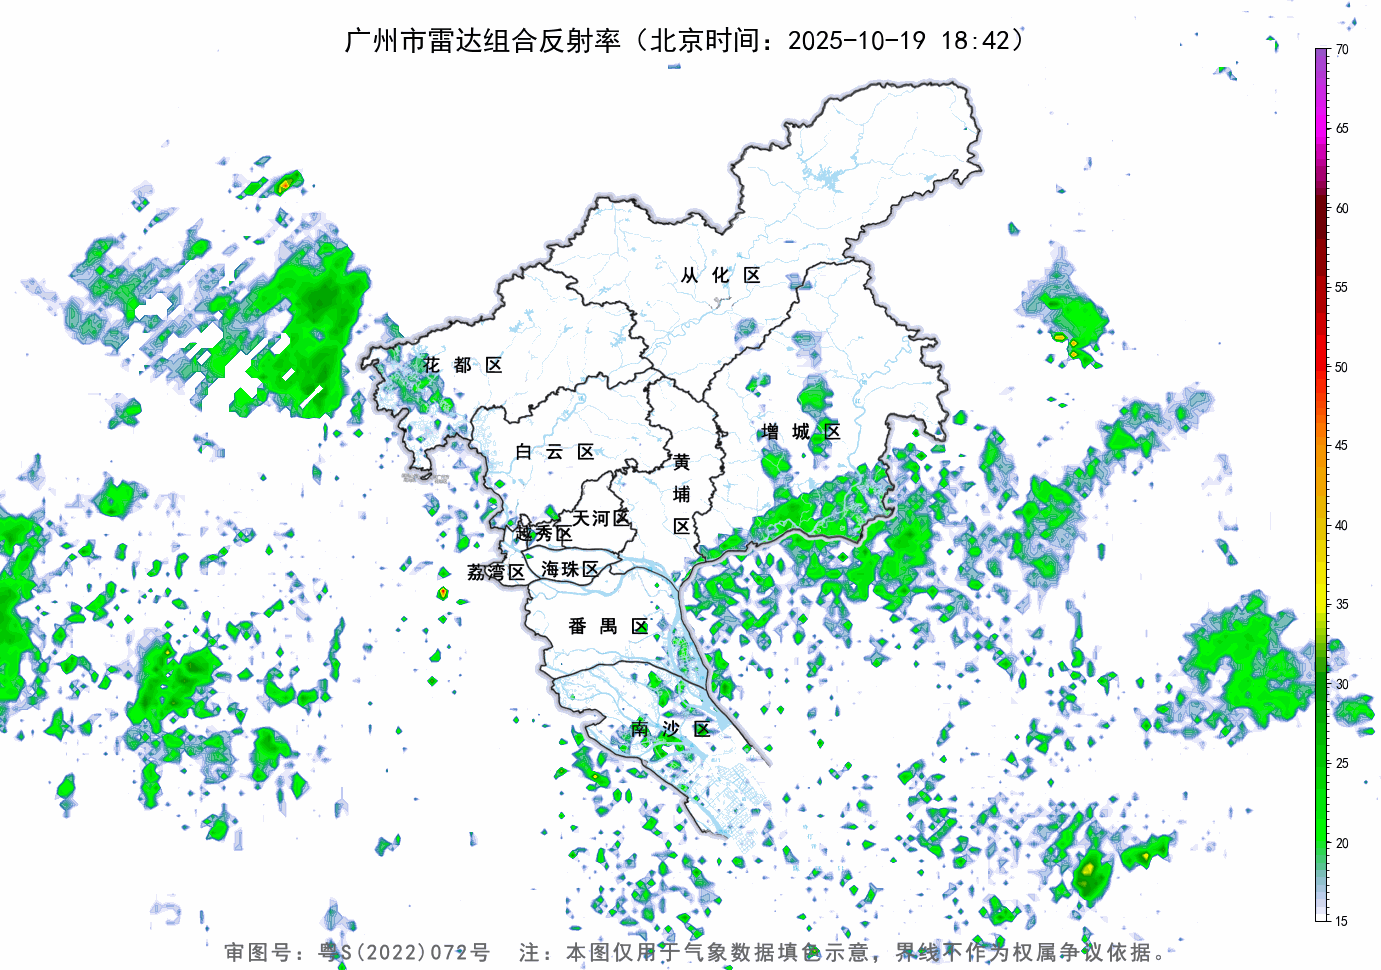 广州市雷达组合反射率（北京时间：2025-10-19 18:42）
70
65
60
55
50
45
40
35
30
25
20
15
从化区
花都区
增城区
白云区
黄埔区
天河区
越秀区
荔湾区
海珠区
番禺区
南沙区
审图号：粤S(2022)072号 注：本图仅用于气象数据填色示意，界线不作为权属争议依据。